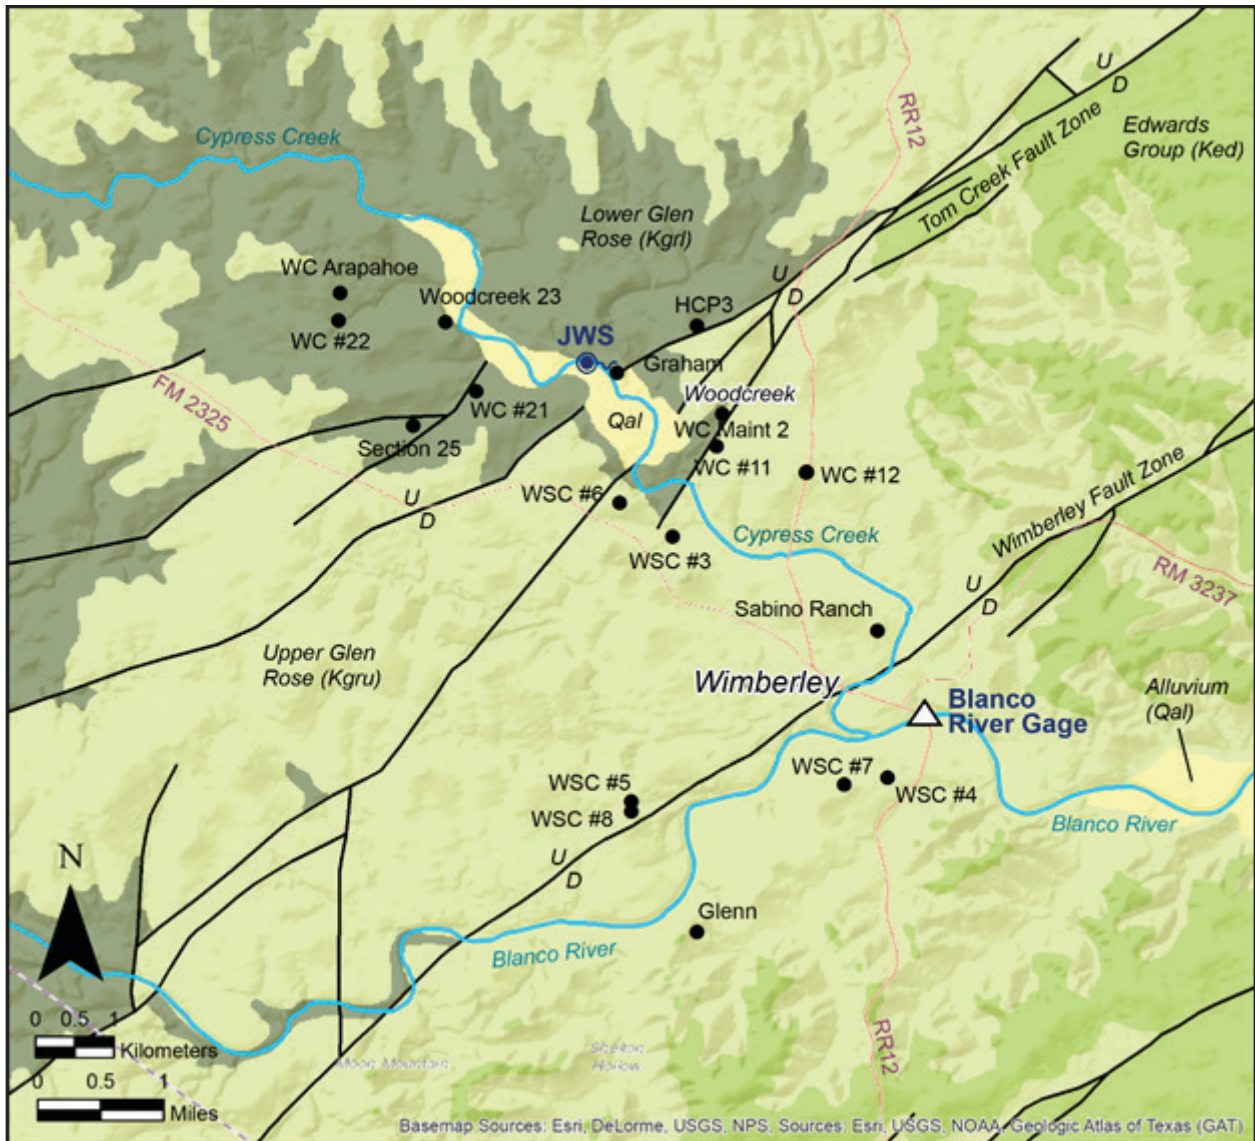 U
D
RR12
Edwards
Group (Ked)
Cypress Creek
Tom Creek Fault Zone
Lower Glen
Rose (Kgrl)
WC Arapahoe
U
D
Woodcreek 23
HCP3
WC #22
JWS
Graham
FM 2325
Woodcreek
WC #21
Qal
WC Maint 2
Section 25
WC #11
WC #12
U
D
WSC #6
Wimberley Fault Zone
Cypress Creek
WSC #3
RM 3237
U
D
Sabino Ranch
Upper Glen
Rose (Kgru)
Wimberley
Alluvium
(Qal)
Blanco
River Gage
WSC #5
WSC #7
WSC #4
WSC #8
Blanco River
U
D
N
Glenn
Blanco River
0 0.5 1
Kilometers
RR12
Moon Mountain
Shelton
Hollow
0 0.5 1
Miles
Basemap Sources: Esri, DeLorme, USGS, NPS, Sources: Esri, USGS, NOAA, Geologic Atlas of Texas (GAT)